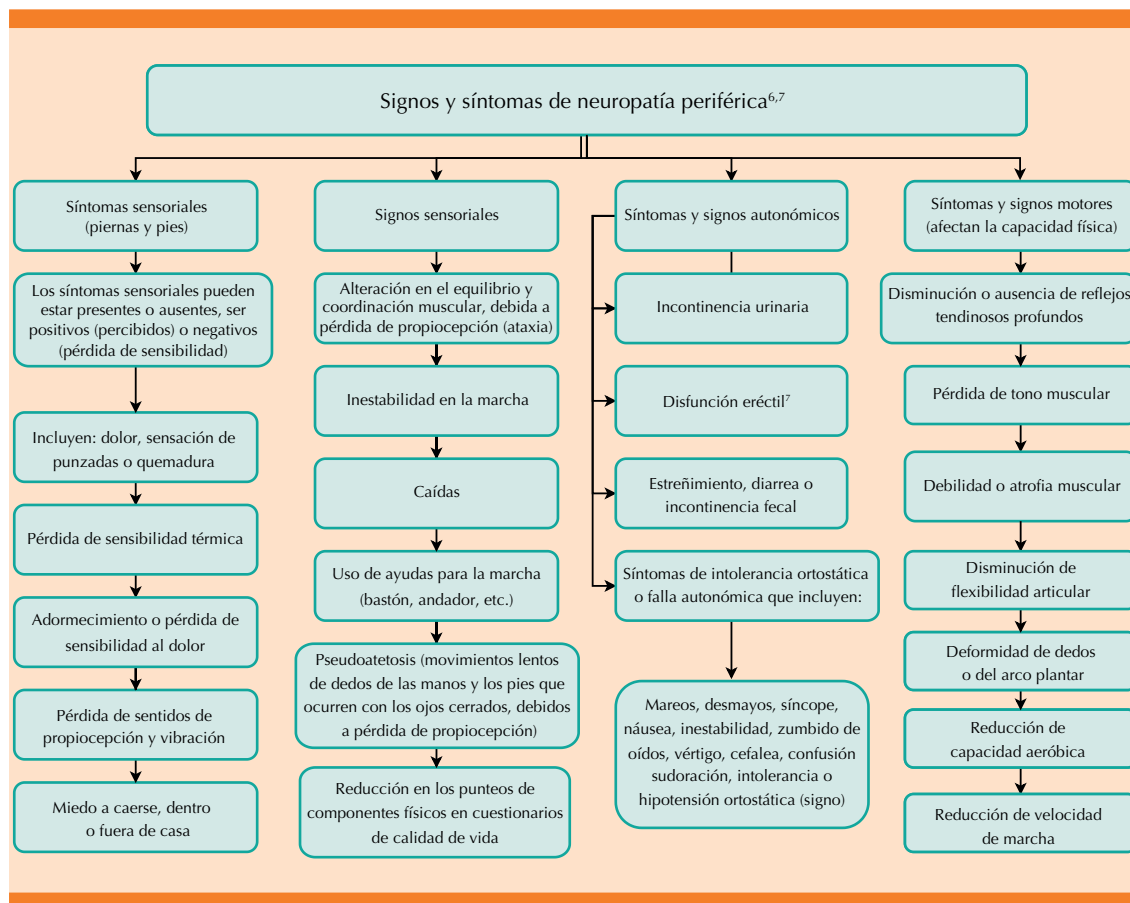 Signos y síntomas de neuropatía periférica6,7
Síntomas sensoriales
(piernas y pies)
Los síntomas sensoriales pueden
estar presentes o ausentes, ser
positivos (percibidos) o negativos
(pérdida de sensibilidad)
Incluyen: dolor, sensación de
punzadas o quemadura
Pérdida de sensibilidad térmica
Adormecimiento o pérdida de
sensibilidad al dolor
Pérdida de sentidos de
propiocepción y vibración
Miedo a caerse, dentro
o fuera de casa
Signos sensoriales
Alteración en el equilibrio y
coordinación muscular, debida a
pérdida de propiocepción (ataxia)
Inestabilidad en la marcha
Caídas
Uso de ayudas para la marcha
(bastón, andador, etc.)
Pseudoatetosis (movimientos lentos
de dedos de las manos y los pies que
ocurren con los ojos cerrados, debidos
a pérdida de propiocepción)
Reducción en los punteos de
componentes físicos en cuestionarios
de calidad de vida
Síntomas y signos autonómicos
Incontinencia urinaria
Disfunción eréctil7
Estreñimiento, diarrea o
incontinencia fecal
Síntomas de intolerancia ortostática
o falla autonómica que incluyen:
Mareos, desmayos, síncope,
náusea, inestabilidad, zumbido de
oídos, vértigo, cefalea, confusión
sudoración, intolerancia o
hipotensión ortostática (signo)
Síntomas y signos motores
(afectan la capacidad física)
Disminución o ausencia de reflejos
tendinosos profundos
Pérdida de tono muscular
Debilidad o atrofia muscular
Disminución de
flexibilidad articular
Deformidad de dedos
o del arco plantar
Reducción de
capacidad aeróbica
Reducción de velocidad
de marcha